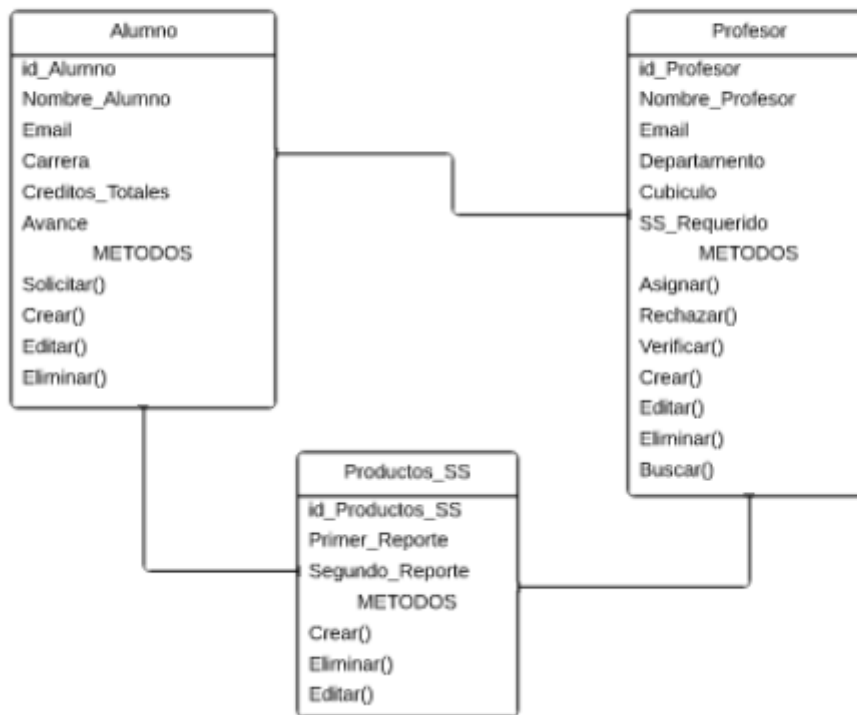 Alumno
id_Alumno
Nombre_Alumno
Email
Carrera
Creditos_Totales
Avance
METODOS
Solicitar()
Crear()
Editar()
Eliminar()
Profesor
id_Profesor
Nombre_Profesor
Email
Departamento
Cubiculo
SS_Requerido
METODOS
Asignar()
Rechazar()
Verificar()
Crear()
Editar()
Eliminar()
Buscar()
Productos_SS
id_Productos_SS
Primer_Reporte
Segundo_Reporte
METODOS
Crear()
Eliminar()
Editar()